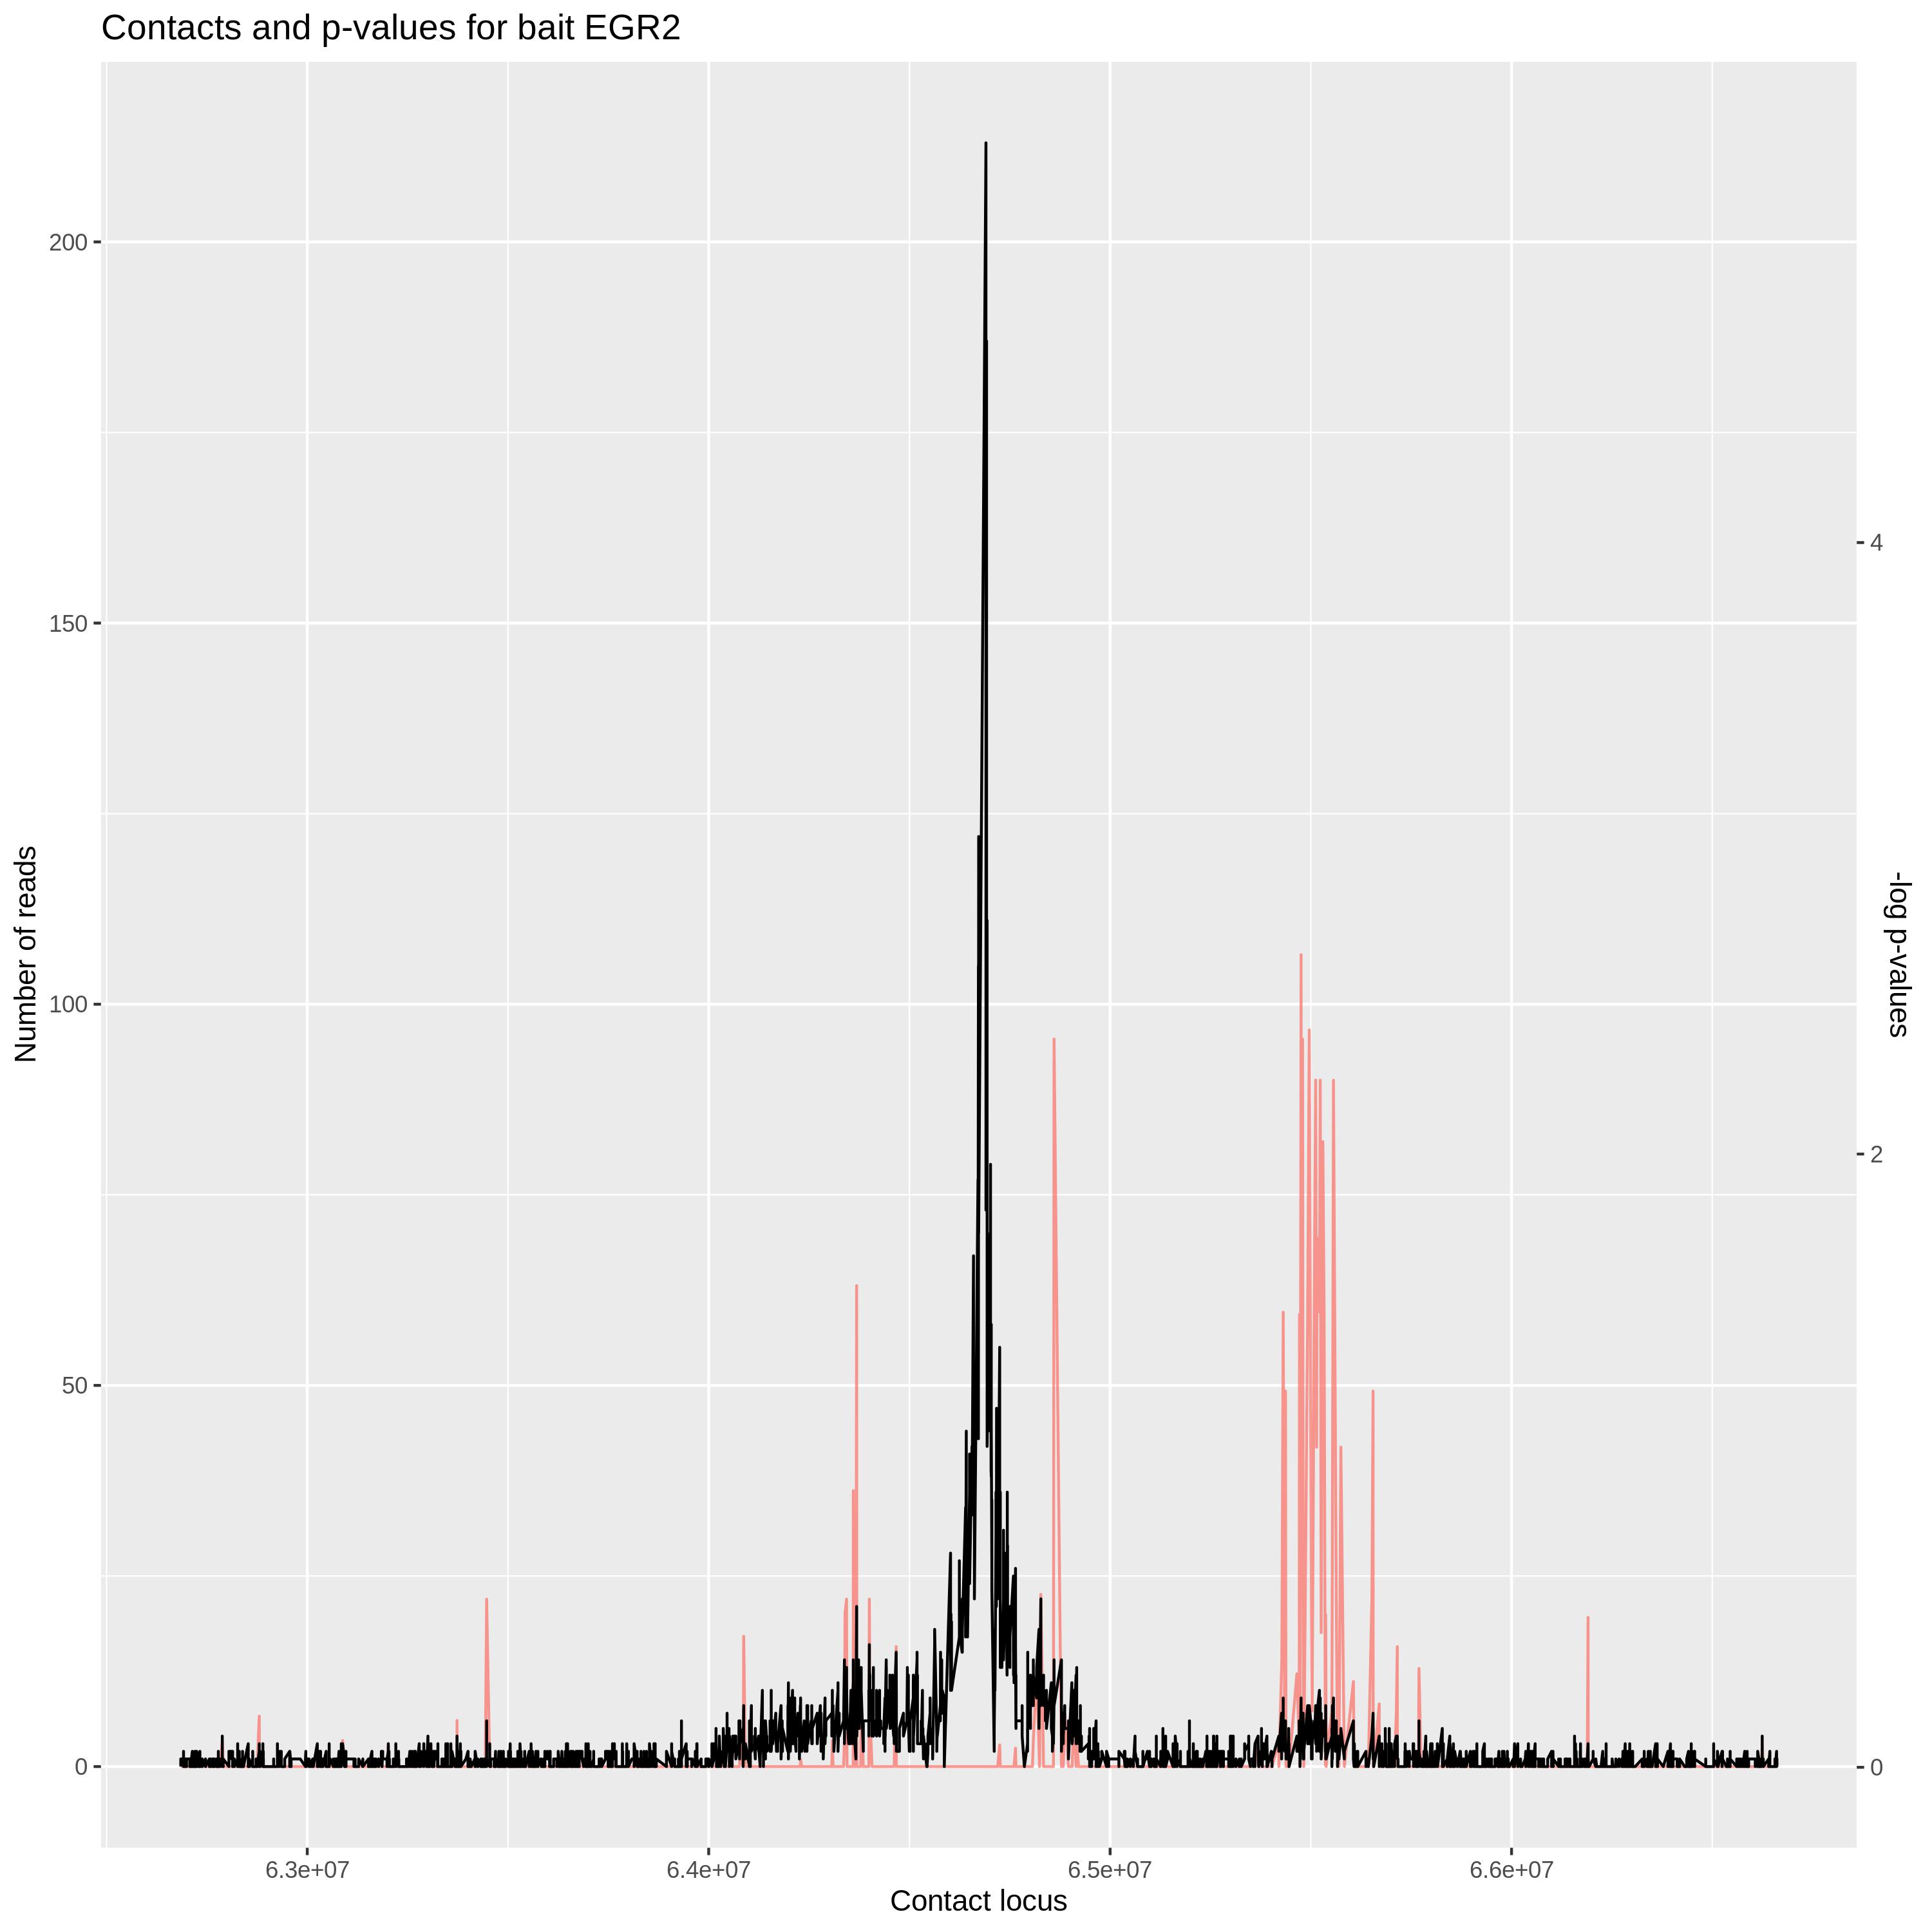 Contacts and p-values for bait EGR2
200
150
100
50
0
Number of reads
4
2
0
-log p-values
6.3e+07
6.4e+07
6.5e+07
6.6e+07
Contact locus